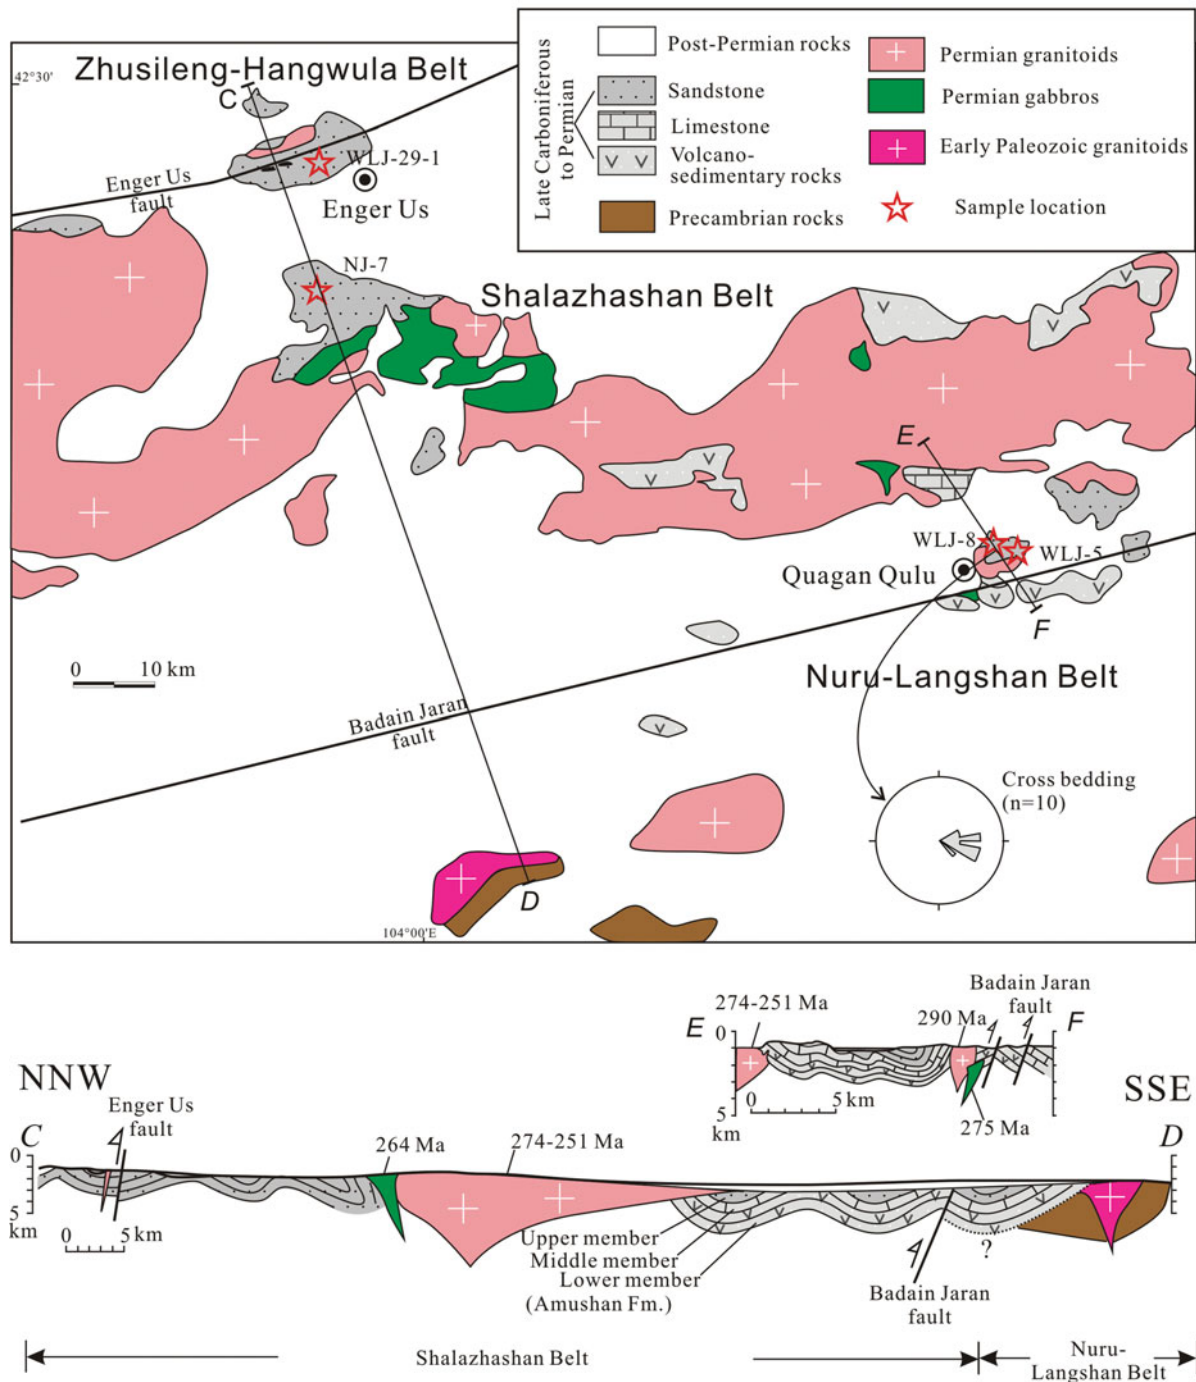 Post-Permian rocks
Late Carboniferous
to Permian
Sandstone
Limestone
Volcano-
sedimentary rocks
Precambrian rocks
Permian granitoids
Permian gabbros
Early Paleozoic granitoids
Sample location
42°30'
Zhusileng-Hangwula Belt
C
WLJ-29-1
Enger Us
fault
Enger Us
NJ-7
Shalazhashan Belt
E
WLJ-8
WLJ-5
Quagan Qulu
F
0 10 km
Nuru-Langshan Belt
Badain Jaran
fault
Cross bedding
(n=10)
D
104°00'E
Badain Jaran
fault
274-251 Ma
290 Ma
E
0
F
5
km
0 5 km
275 Ma
NNW
SSE
Enger Us
fault
C
D
264 Ma
274-251 Ma
0
5
km
0 5 km
Upper member
Middle member
Lower member
(Amushan Fm.)
?
Badain Jaran
fault
Shalazhashan Belt
Nuru-
Langshan Belt